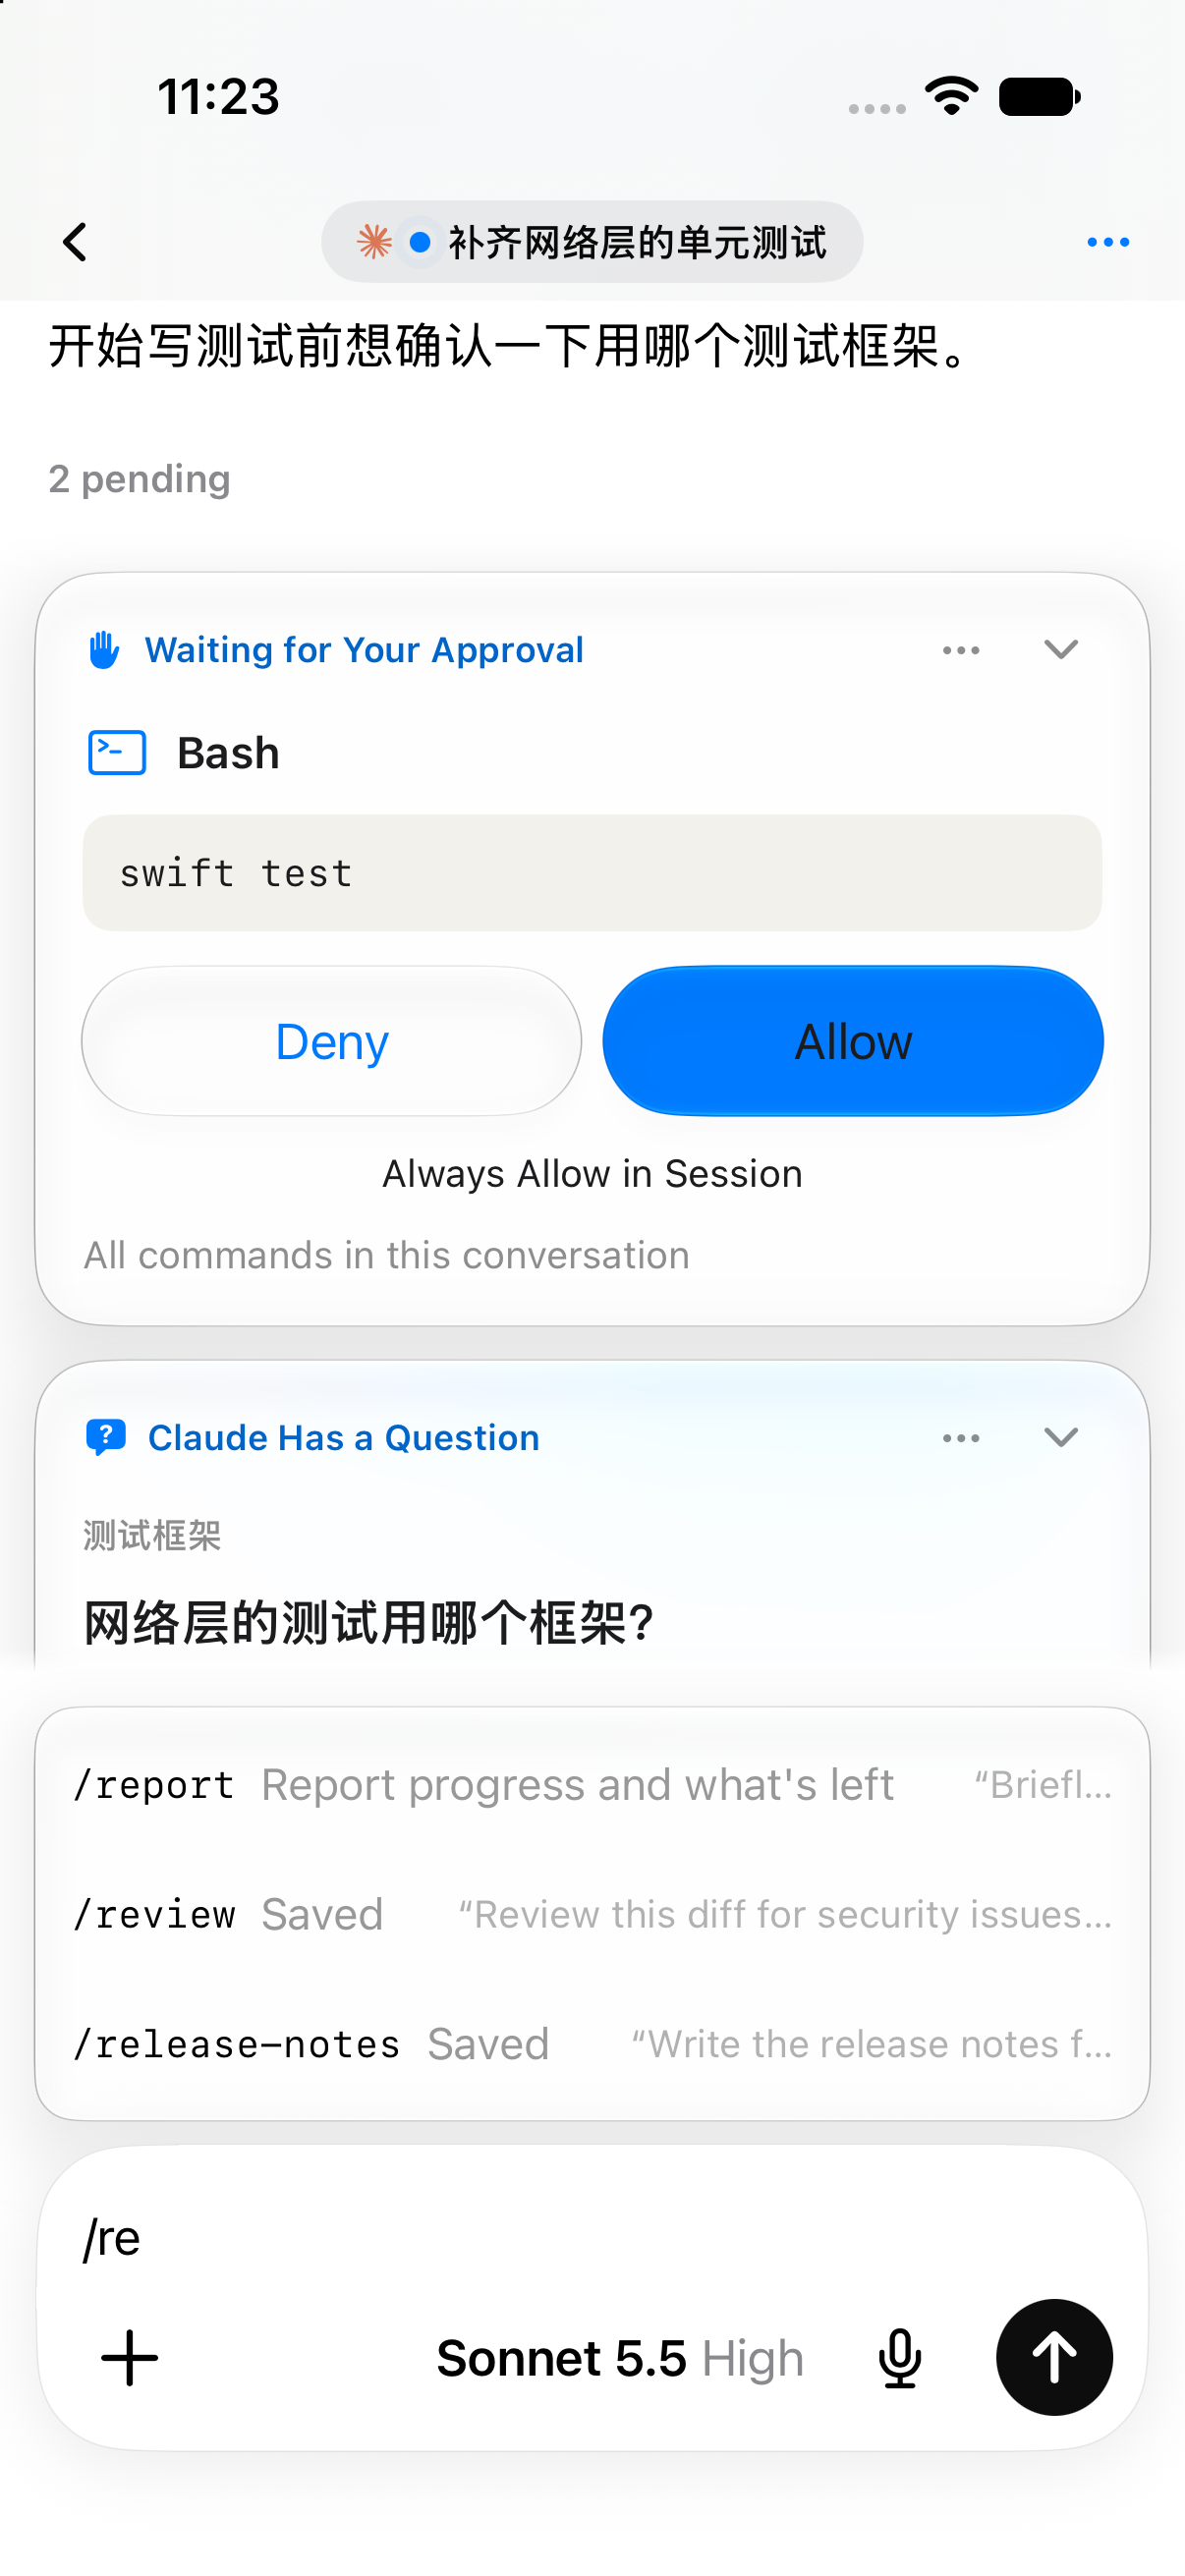 11:23
补齐网络层的单元测试
开始写测试前想确认一下用哪个测试框架。
2 pending
Waiting for Your Approval
Bash
swift test
Deny
Allow
Always Allow in Session
All commands in this conversation
Claude Has a Question
测试框架
网络层的测试用哪个框架?
/report Report progress and what's left “Briefl...
/review Saved “Review this diff for security issues...
/release-notes Saved “Write the release notes f...
/re
Sonnet 5.5 High